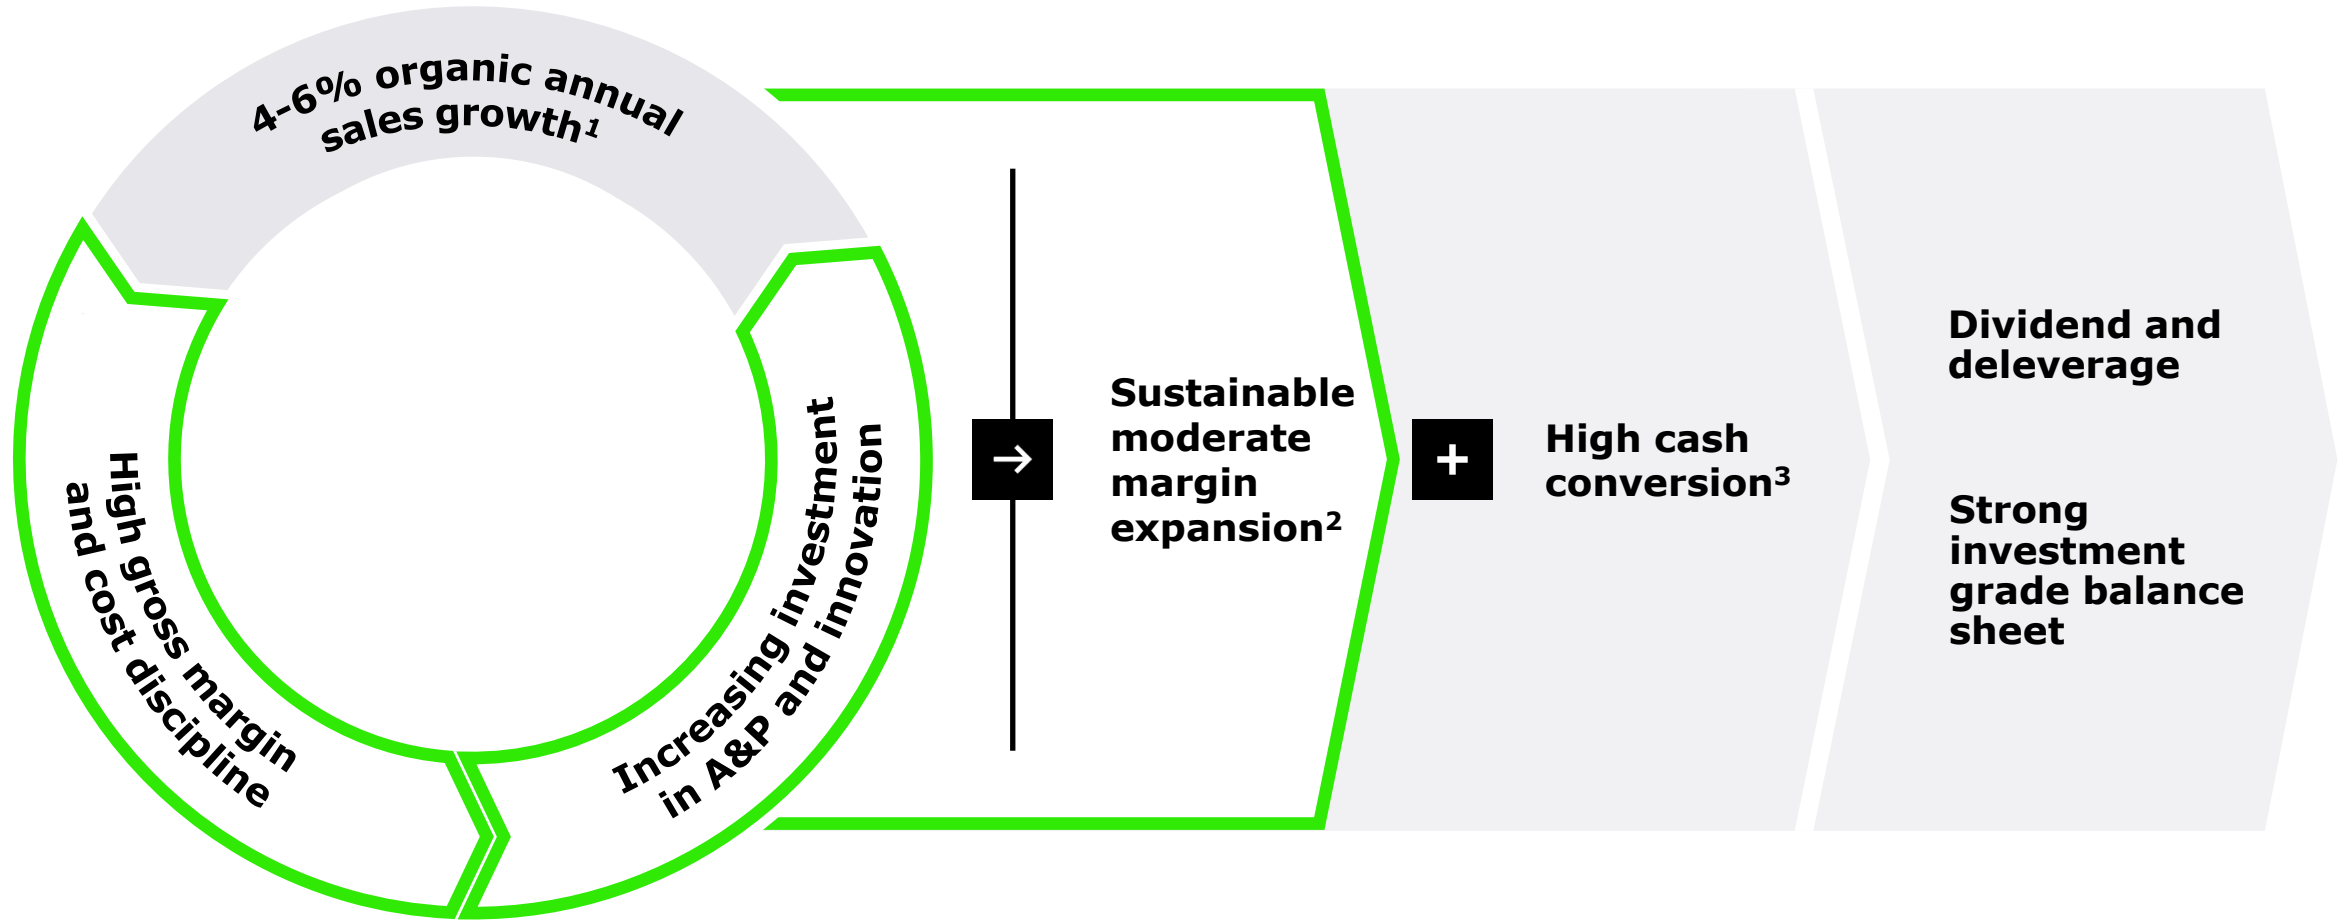 4–6% organic annual
sales growth¹
High gross margin
and cost discipline
Increasing investment
in A&P and innovation
→
Sustainable
moderate
margin
expansion²
+
High cash
conversion³
Dividend and
deleverage
Strong
investment
grade balance
sheet